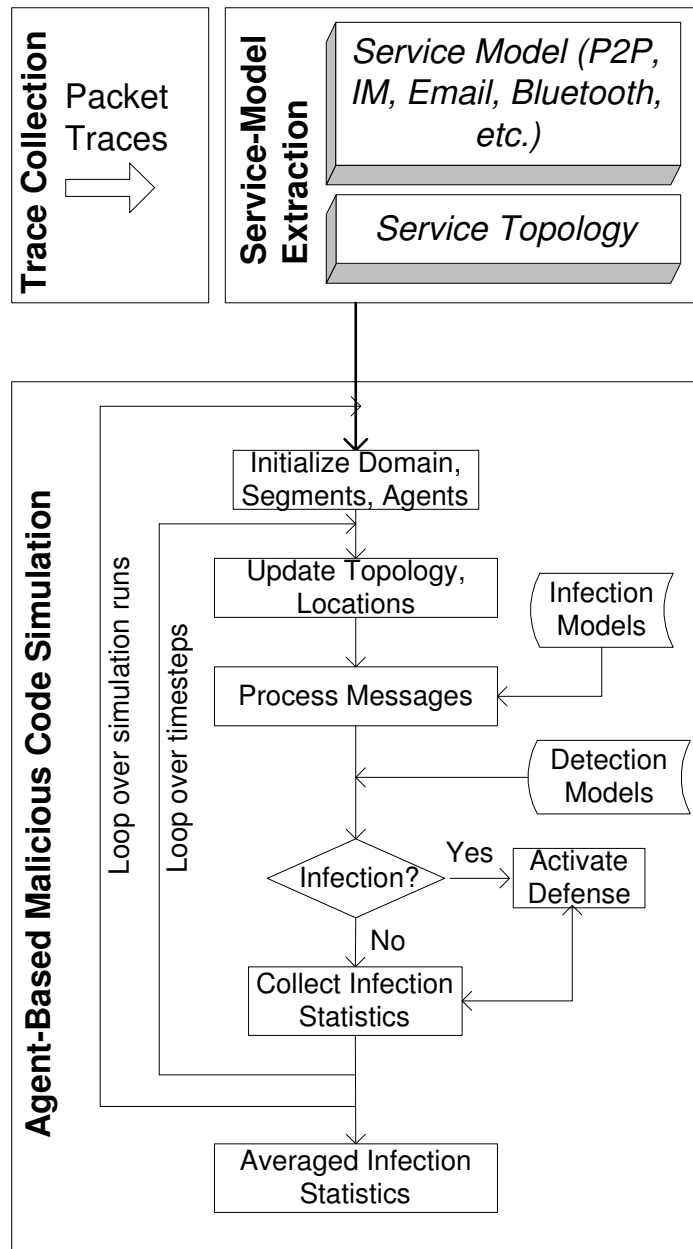 Trace Collection
Packet
Traces
Service-Model
Extraction
Service Model (P2P,
IM, Email, Bluetooth,
etc.)
Service Topology
Agent-Based Malicious Code Simulation
Loop over simulation runs
Loop over timesteps
Initialize Domain,
Segments, Agents
Update Topology,
Locations
Infection
Models
Process Messages
Detection
Models
Infection?
Yes
Activate
Defense
No
Collect Infection
Statistics
Averaged Infection
Statistics